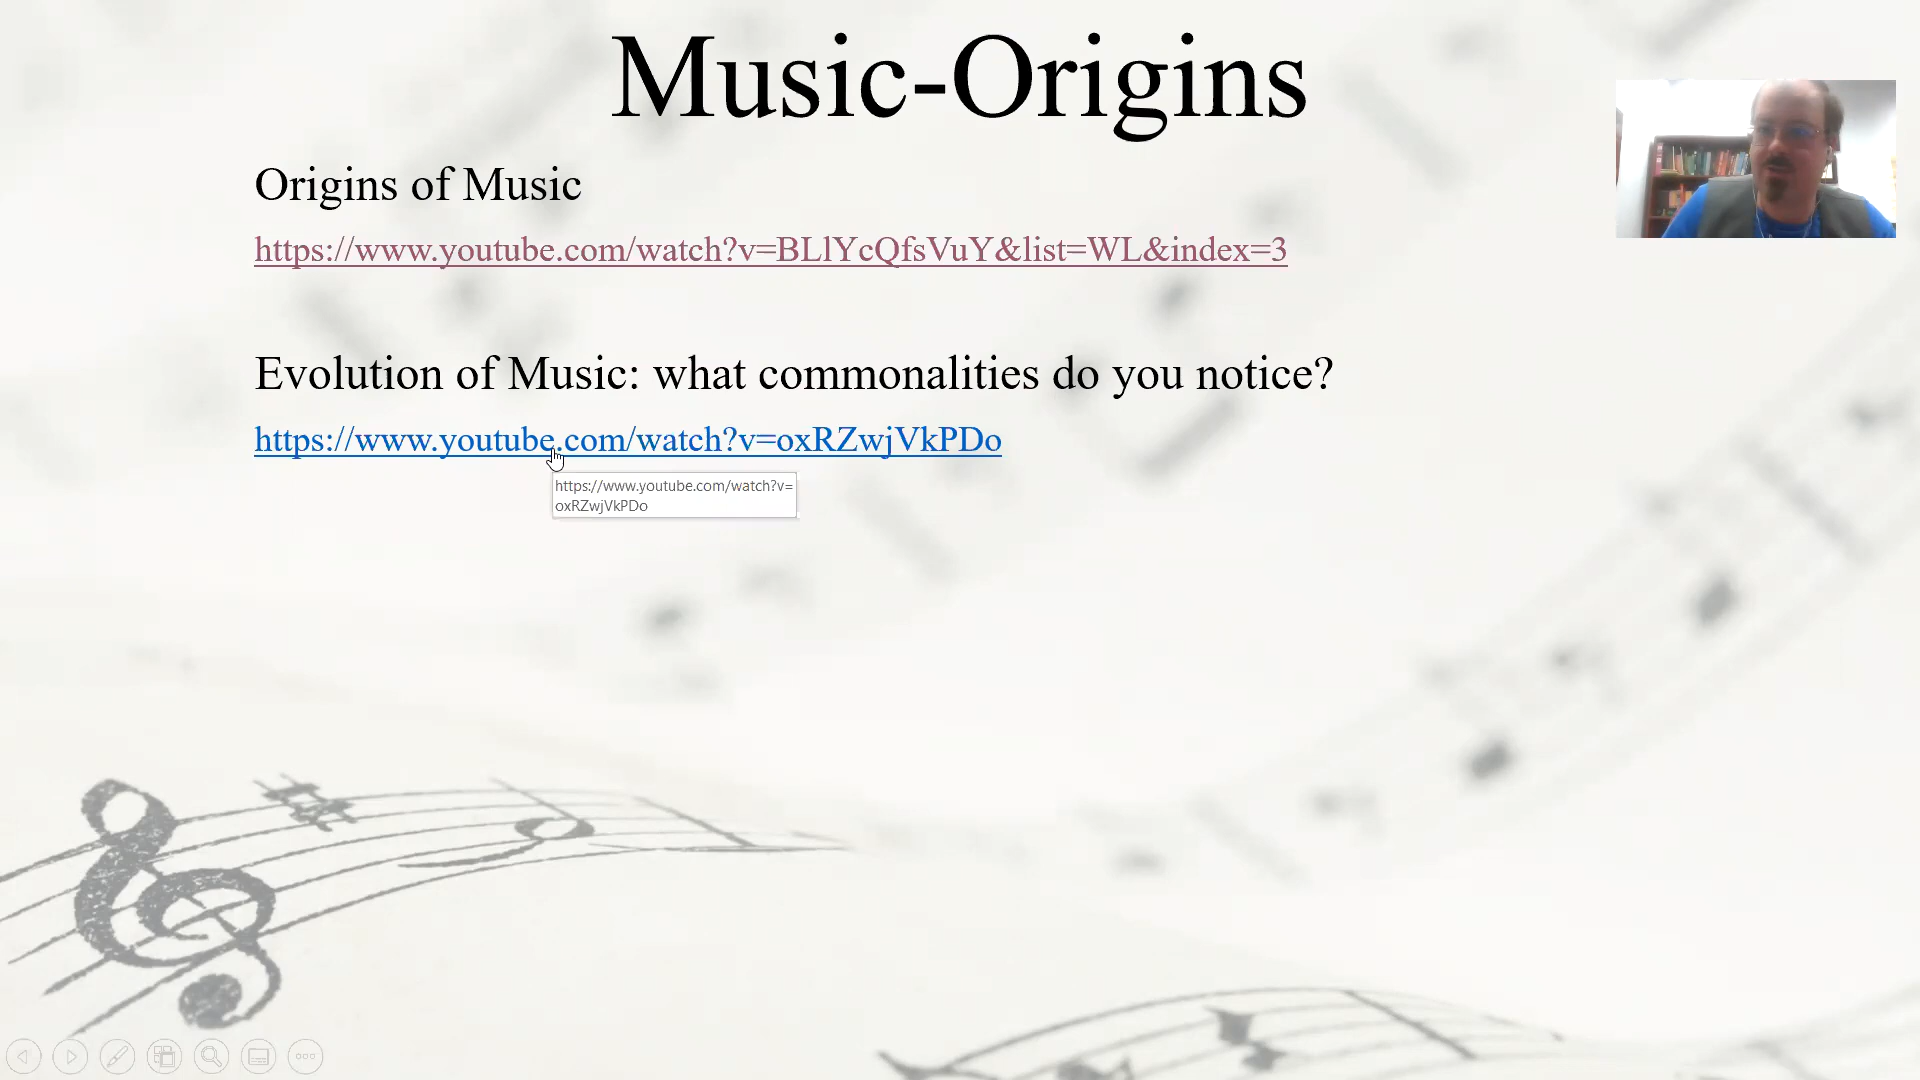 Music-Origins
Origins of Music
https://www.youtube.com/watch?v=BLlYcQfsVuY&list=WL&index=3
Evolution of Music: what commonalities do you notice?
https://www.youtube.com/watch?v=oxRZwjVkPDo
https://www.youtube.com/watch?v=
oxRZwjVkPDo